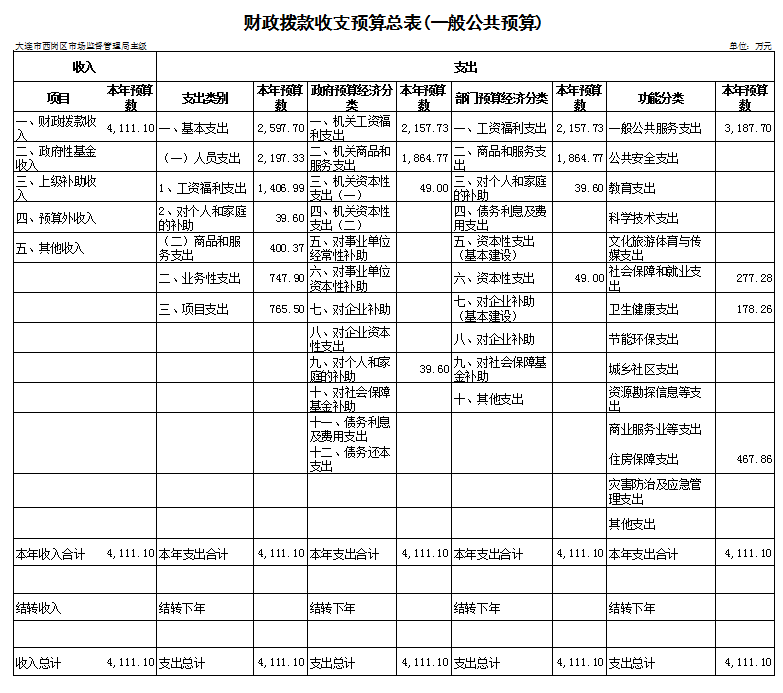 财政拨款收支预算总表(一般公共预算)
大连市西岗区市场监督管理局主级 单位：万元
收入 支出
项目 本年预算数 支出类别 本年预算数 政府预算经济分类 本年预算数 部门预算经济分类 本年预算数 功能分类 本年预算数
一、财政拨款收入 4,111.10 一、基本支出 2,597.70 一、机关工资福利支出 2,157.73 一、工资福利支出 2,157.73 一般公共服务支出 3,187.70
二、政府性基金收入 （一）人员支出 2,197.33 二、机关商品和服务支出 1,864.77 二、商品和服务支出 1,864.77 公共安全支出
三、上级补助收入 1、工资福利支出 1,406.99 三、机关资本性支出（一） 49.00 三、对个人和家庭的补助 39.60 教育支出
四、预算外收入 2、对个人和家庭的补助 39.60 四、机关资本性支出（二） 四、债务利息及费用支出 科学技术支出
五、其他收入 （二）商品和服务支出 400.37 五、对事业单位经常性补助 五、资本性支出（基本建设） 文化旅游体育与传媒支出
二、业务性支出 747.90 六、对事业单位资本性补助 六、资本性支出 49.00 社会保障和就业支出 277.28
三、项目支出 765.50 七、对企业补助 七、对企业补助（基本建设） 卫生健康支出 178.26
八、对企业资本性支出 八、对企业补助 节能环保支出
九、对个人和家庭的补助 39.60 九、对社会保障基金补助 城乡社区支出
十、对社会保障基金补助 十、其他支出 资源勘探信息等支出
十一、债务利息及费用支出 商业服务业等支出
十二、债务还本支出 住房保障支出 467.86
灾害防治及应急管理支出
其他支出
本年收入合计 4,111.10 本年支出合计 4,111.10 本年支出合计 4,111.10 本年支出合计 4,111.10 本年支出合计 4,111.10
结转收入 结转下年 结转下年 结转下年 结转下年
收入总计 4,111.10 支出总计 4,111.10 支出总计 4,111.10 支出总计 4,111.10 支出总计 4,111.10